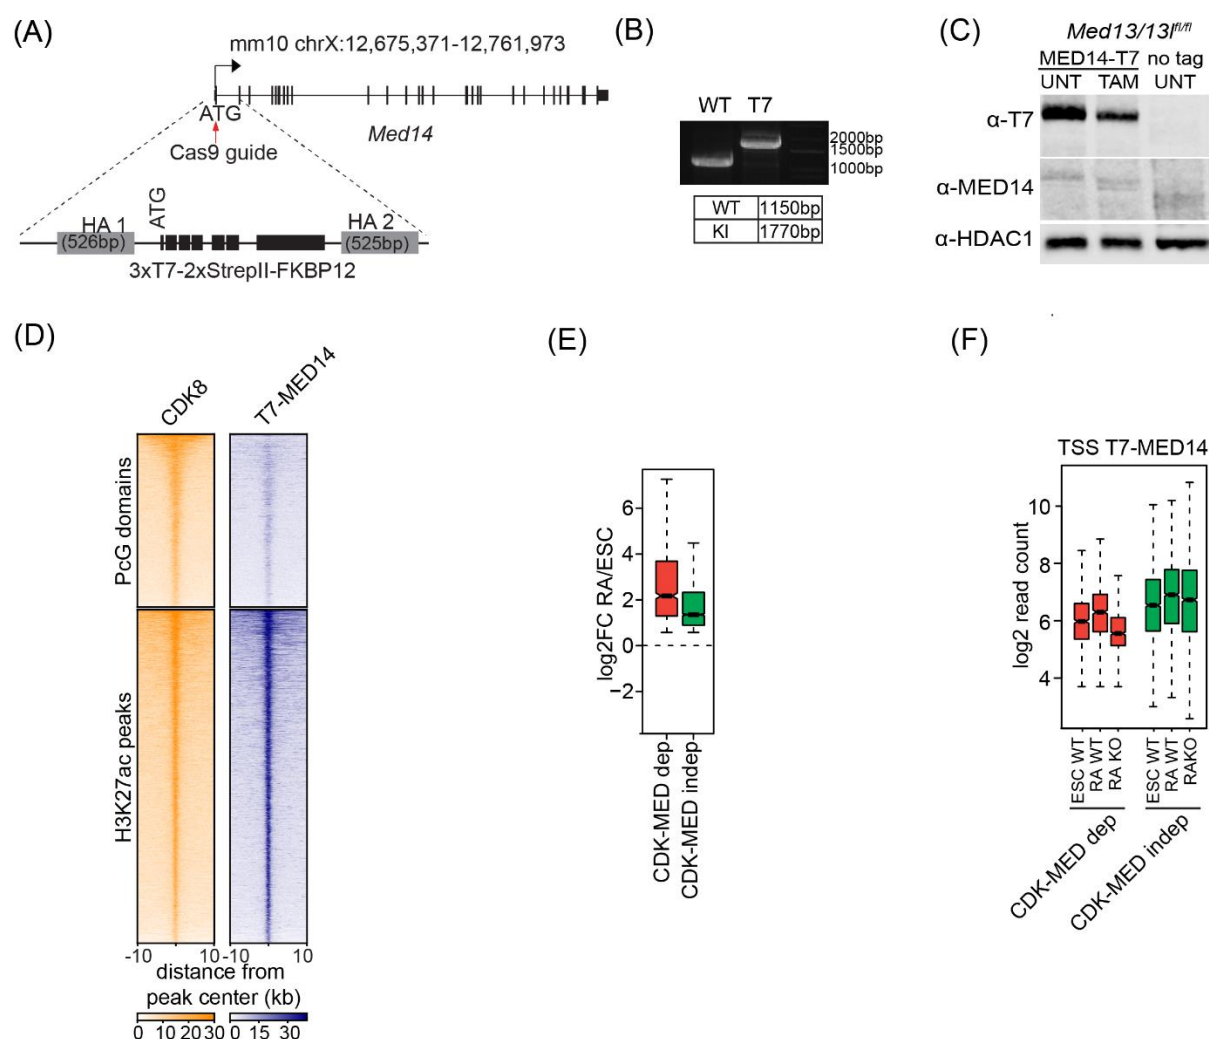 (A)
mm10 chrX:12,675,371-12,761,973
ATG
Med14
Cas9 guide
HA 1
(526bp)
ATG
HA 2
(525bp)
3xT7-2xStrepII-FKBP12
(B)
WT T7
2000bp
1500bp
1000bp
WT 1150bp
KI 1770bp
(C)
Med13/13l fl/fl
MED14-T7 no tag
UNT TAM UNT
α-T7
α-MED14
α-HDAC1
(D)
CDK8
T7-MED14
PcG domains
H3K27ac peaks
-10 10 -10 10
distance from
peak center (kb)
0 10 20 30 0 15 30
(E)
log2FC RA/ESC
6
4
2
0
−2
CDK-MED dep
CDK-MED indep
(F)
TSS T7-MED14
log2 read count
10
8
6
4
ESC WT
RA WT
RA KO
ESC WT
RA WT
RAKO
CDK-MED dep
CDK-MED indep